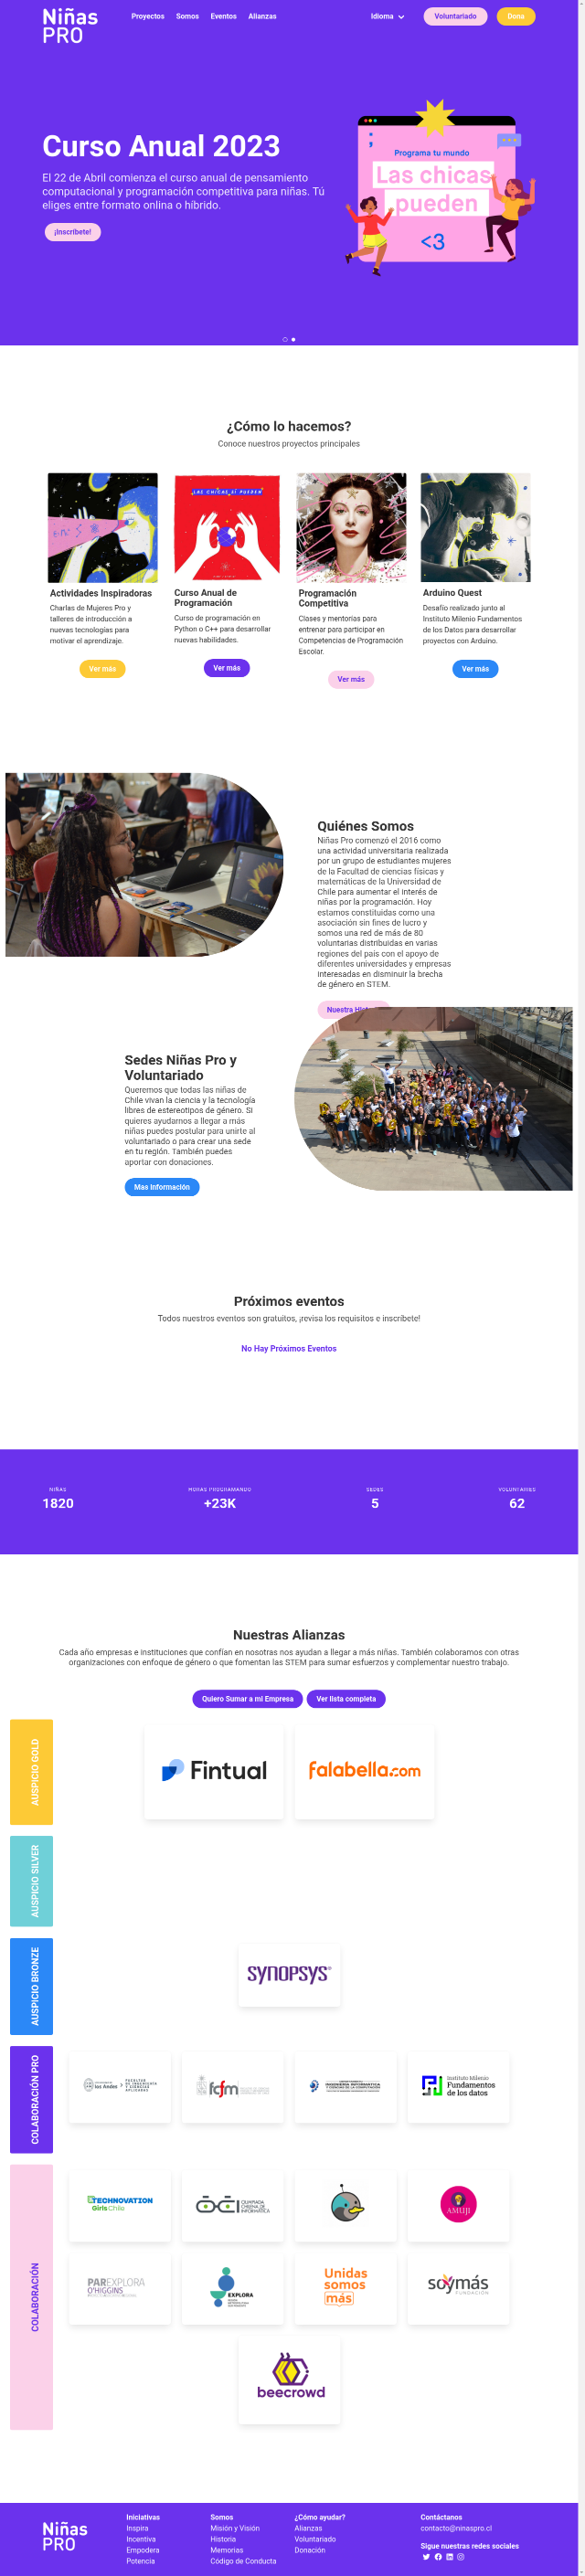 Niñas
PRO
Proyectos
Somos
Eventos
Alianzas
Idioma
Voluntariado
Dona
Curso Anual 2023
El 22 de Abril comienza el curso anual de pensamiento
computacional y programación competitiva para niñas. Tú
eliges entre formato onlina o híbrido.
¡Inscríbete!
;
Programa tu mundo
Las chicas
pueden
<3
¿Cómo lo hacemos?
Conoce nuestros proyectos principales
Actividades Inspiradoras
Charlas de Mujeres Pro y
talleres de introducción a
nuevas tecnologías para
motivar el aprendizaje.
Ver más
LAS CHICAS SÍ PUEDEN
Curso Anual de
Programación
Curso de programación en
Python o C++ para desarrollar
nuevas habilidades.
Ver más
Programación
Competitiva
Clases y mentorías para
entrenar para participar en
Competencias de Programación
Escolar.
Ver más
Arduino Quest
Desafío realizado junto al
Instituto Milenio Fundamentos
de los Datos para desarrollar
proyectos con Arduino.
Ver más
Quiénes Somos
Niñas Pro comenzó el 2016 como
una actividad universitaria realizada
por un grupo de estudiantes mujeres
de la Facultad de ciencias físicas y
matemáticas de la Universidad de
Chile para aumentar el interés de
niñas por la programación. Hoy
estamos constituidas como una
asociación sin fines de lucro y
somos una red de más de 80
voluntarias distribuidas en varias
regiones del país con el apoyo de
diferentes universidades y empresas
interesadas en disminuir la brecha
de género en STEM.
Nuestra
Sedes Niñas Pro y
Voluntariado
Queremos que todas las niñas de
Chile vivan la ciencia y la tecnología
libres de estereotipos de género. Si
quieres ayudarnos a llegar a más
niñas puedes postular para unirte al
voluntariado o para crear una sede
en tu región. También puedes
aportar con donaciones.
Mas Información
Próximos eventos
Todos nuestros eventos son gratuitos, ¡revisa los requisitos e inscríbete!
No Hay Próximos Eventos
NIÑAS
1820
HORAS PROGRAMANDO
+23K
SEDES
5
VOLUNTARIES
62
Nuestras Alianzas
Cada año empresas e instituciones que confían en nosotras nos ayudan a llegar a más niñas. También colaboramos con otras
organizaciones con enfoque de género o que fomentan las STEM para sumar esfuerzos y complementar nuestro trabajo.
Quiero Sumar a mi Empresa
Ver lista completa
AUSPICIO GOLD
Fintual
falabella.com
AUSPICIO SILVER
AUSPICIO BRONZE
SYNOPSYS
COLABORACIÓN PRO
los Andes
FACULTAD
DE INGENIERÍA
Y CIENCIAS
APLICADAS
fcfm
INGENIERÍA INFORMÁTICA
Y CIENCIAS DE LA COMPUTACIÓN
Instituto Milenio
Fundamentos
de los datos
COLABORACIÓN
TECHNOVATION
Girls Chile
OCI
OLIMPIADA
CHILENA DE
INFORMÁTICA
AMUJI
PAR EXPLORA
O'HIGGINS
EXPLORA
Unidas
somos
más
soymás
FUNDACIÓN
beecrowd
Niñas
PRO
Iniciativas
Inspira
Incentiva
Empodera
Potencia
Somos
Misión y Visión
Historia
Memorias
Código de Conducta
¿Cómo ayudar?
Alianzas
Voluntariado
Donación
Contáctanos
contacto@ninaspro.cl
Sigue nuestras redes sociales